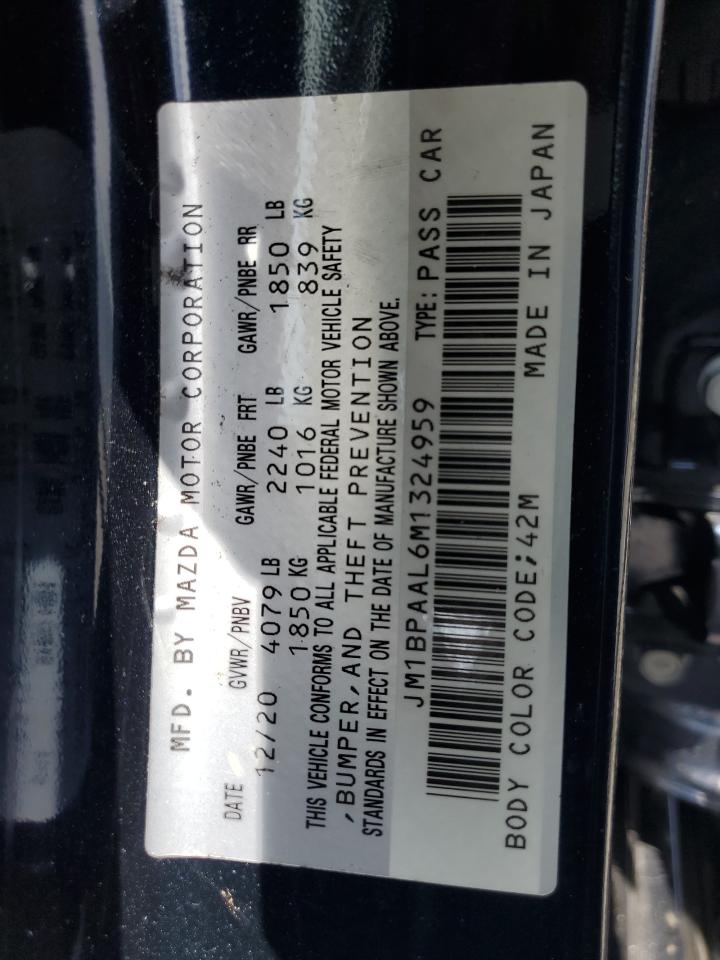 MFD. BY MAZDA MOTOR CORPORATION
DATE GVWR/PNBV GAWR/PNBE FRT GAWR/PNBE RR
12/20 4079 LB 2240 LB 1850 LB
1850 KG 1016 KG 839 KG
THIS VEHICLE CONFORMS TO ALL APPLICABLE FEDERAL MOTOR VEHICLE SAFETY
,BUMPER,AND THEFT PREVENTION
STANDARDS IN EFFECT ON THE DATE OF MANUFACTURE SHOWN ABOVE.
JM1BPAAL6M1324959 TYPE: PASS CAR
BODY COLOR CODE;42M MADE IN JAPAN